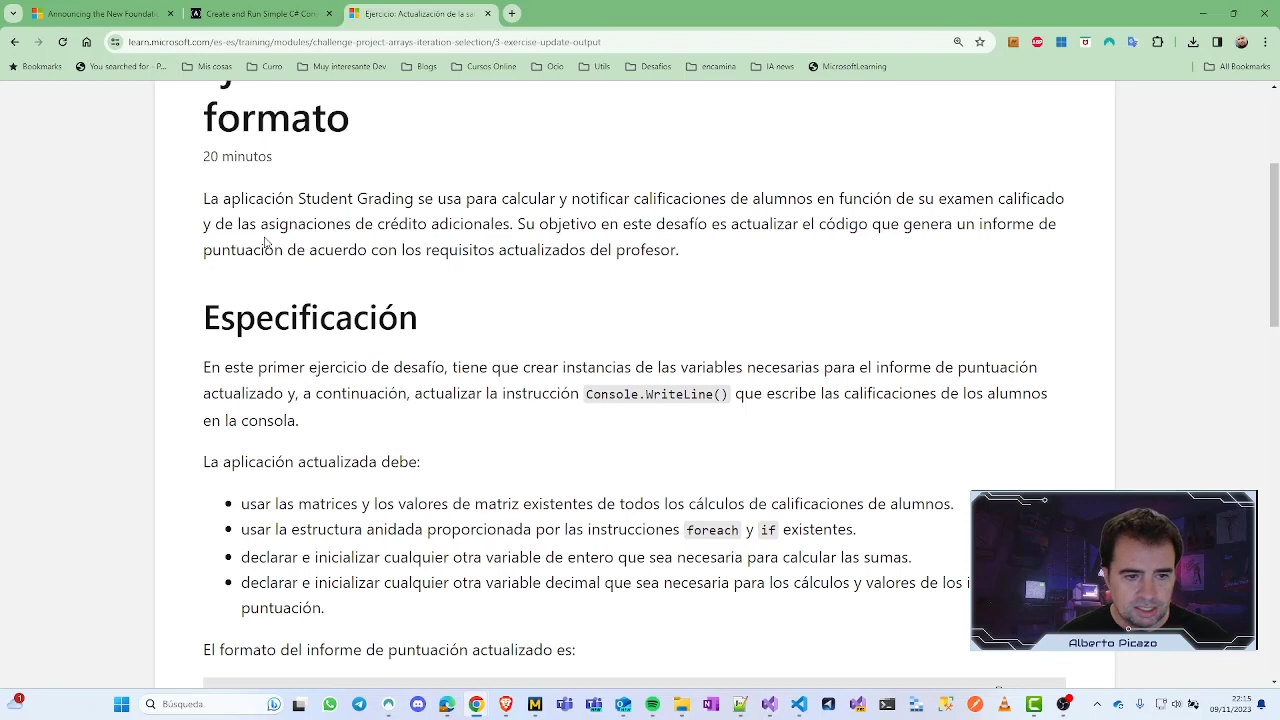 Announcing the New Foundatic
Create and Run Simple C# Con
Ejercicio: Actualización de la sa
learn.microsoft.com/es-es/training/modules/challenge-project-arrays-iteration-selection/3-exercise-update-output
Bookmarks
You searched for - P...
Mis cosas
Curro
Muy interesante Dev
Blogs
Cursos Online
Ocio
Utils
Desafios
encamina
IA news
MicrosoftLearning
All Bookmarks
formato
20 minutos
La aplicación Student Grading se usa para calcular y notificar calificaciones de alumnos en función de su examen calificado
y de las asignaciones de crédito adicionales. Su objetivo en este desafío es actualizar el código que genera un informe de
puntuación de acuerdo con los requisitos actualizados del profesor.
Especificación
En este primer ejercicio de desafío, tiene que crear instancias de las variables necesarias para el informe de puntuación
actualizado y, a continuación, actualizar la instrucción Console.WriteLine() que escribe las calificaciones de los alumnos
en la consola.
La aplicación actualizada debe:
• usar las matrices y los valores de matriz existentes de todos los cálculos de calificaciones de alumnos.
• usar la estructura anidada proporcionada por las instrucciones foreach y if existentes.
• declarar e inicializar cualquier otra variable de entero que sea necesaria para calcular las sumas.
• declarar e inicializar cualquier otra variable decimal que sea necesaria para los cálculos y valores de los i
puntuación.
El formato del informe de puntuación actualizado es:
Alberto Picazo
1
Búsqueda
22:15
09/11/2023